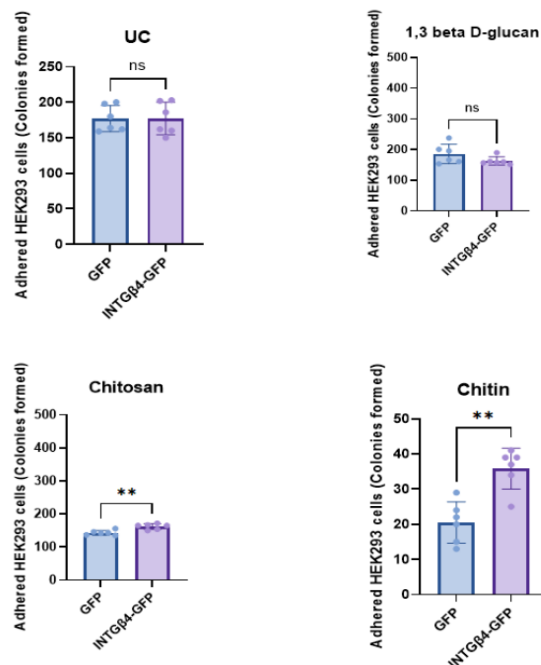 UC
Adhered HEK293 cells (Colonies formed)
250
200
150
100
50
0
ns
GFP
INTGβ4-GFP
1,3 beta D-glucan
Adhered HEK293 cells (Colonies formed)
500
400
300
200
100
0
ns
GFP
INTGβ4-GFP
Chitosan
Adhered HEK293 cells (Colonies formed)
500
400
300
200
100
0
**
GFP
INTGβ4-GFP
Chitin
Adhered HEK293 cells (Colonies formed)
50
40
30
20
10
0
**
GFP
INTGβ4-GFP